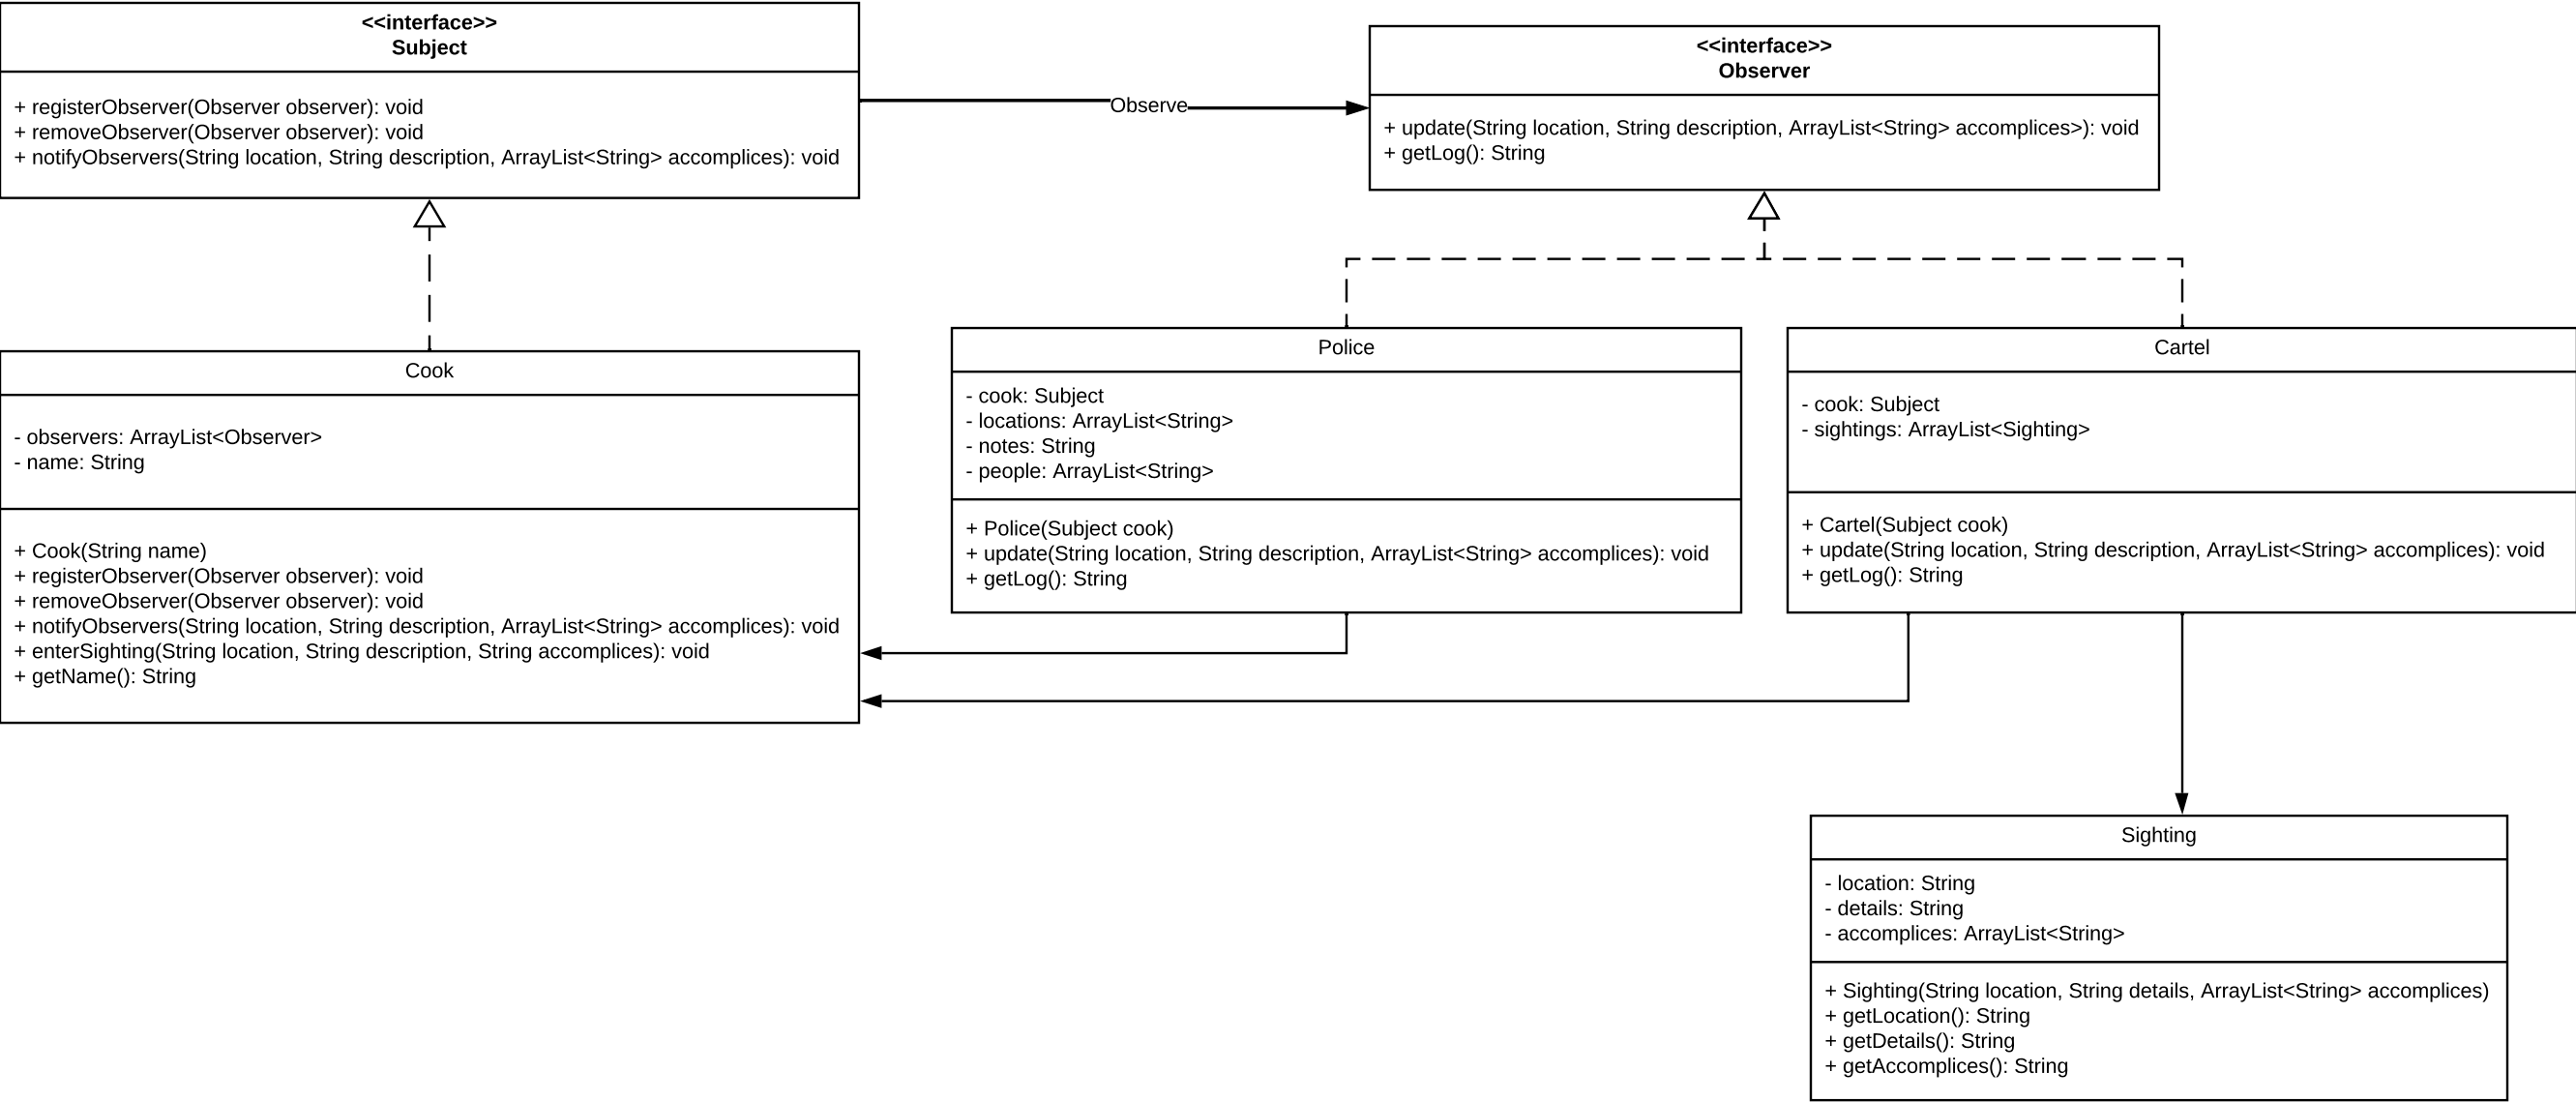 <<interface>>
Subject
+ registerObserver(Observer observer): void
+ removeObserver(Observer observer): void
+ notifyObservers(String location, String description, ArrayList<String> accomplices): void
Observe
<<interface>>
Observer
+ update(String location, String description, ArrayList<String> accomplices>): void
+ getLog(): String
Cook
- observers: ArrayList<Observer>
- name: String
+ Cook(String name)
+ registerObserver(Observer observer): void
+ removeObserver(Observer observer): void
+ notifyObservers(String location, String description, ArrayList<String> accomplices): void
+ enterSighting(String location, String description, String accomplices): void
+ getName(): String
Police
- cook: Subject
- locations: ArrayList<String>
- notes: String
- people: ArrayList<String>
+ Police(Subject cook)
+ update(String location, String description, ArrayList<String> accomplices): void
+ getLog(): String
Cartel
- cook: Subject
- sightings: ArrayList<Sighting>
+ Cartel(Subject cook)
+ update(String location, String description, ArrayList<String> accomplices): void
+ getLog(): String
Sighting
- location: String
- details: String
- accomplices: ArrayList<String>
+ Sighting(String location, String details, ArrayList<String> accomplices)
+ getLocation(): String
+ getDetails(): String
+ getAccomplices(): String